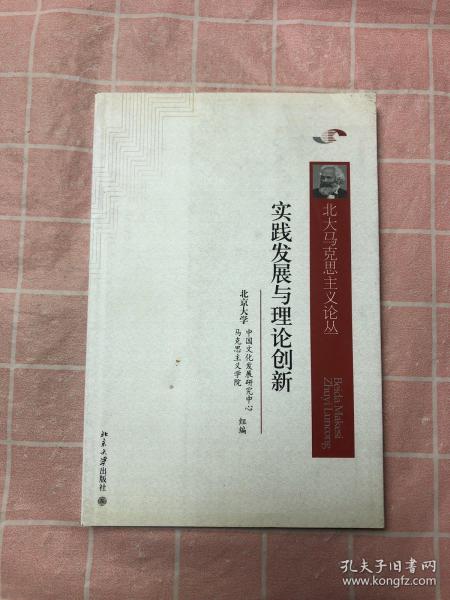 北大马克思主义论丛
Beida Makesi
Zhuyi Luncong
实践发展与理论创新
北京大学
中国文化发展研究中心
马克思主义学院
组编
北京大学出版社
孔夫子旧书网
www.kongfz.com